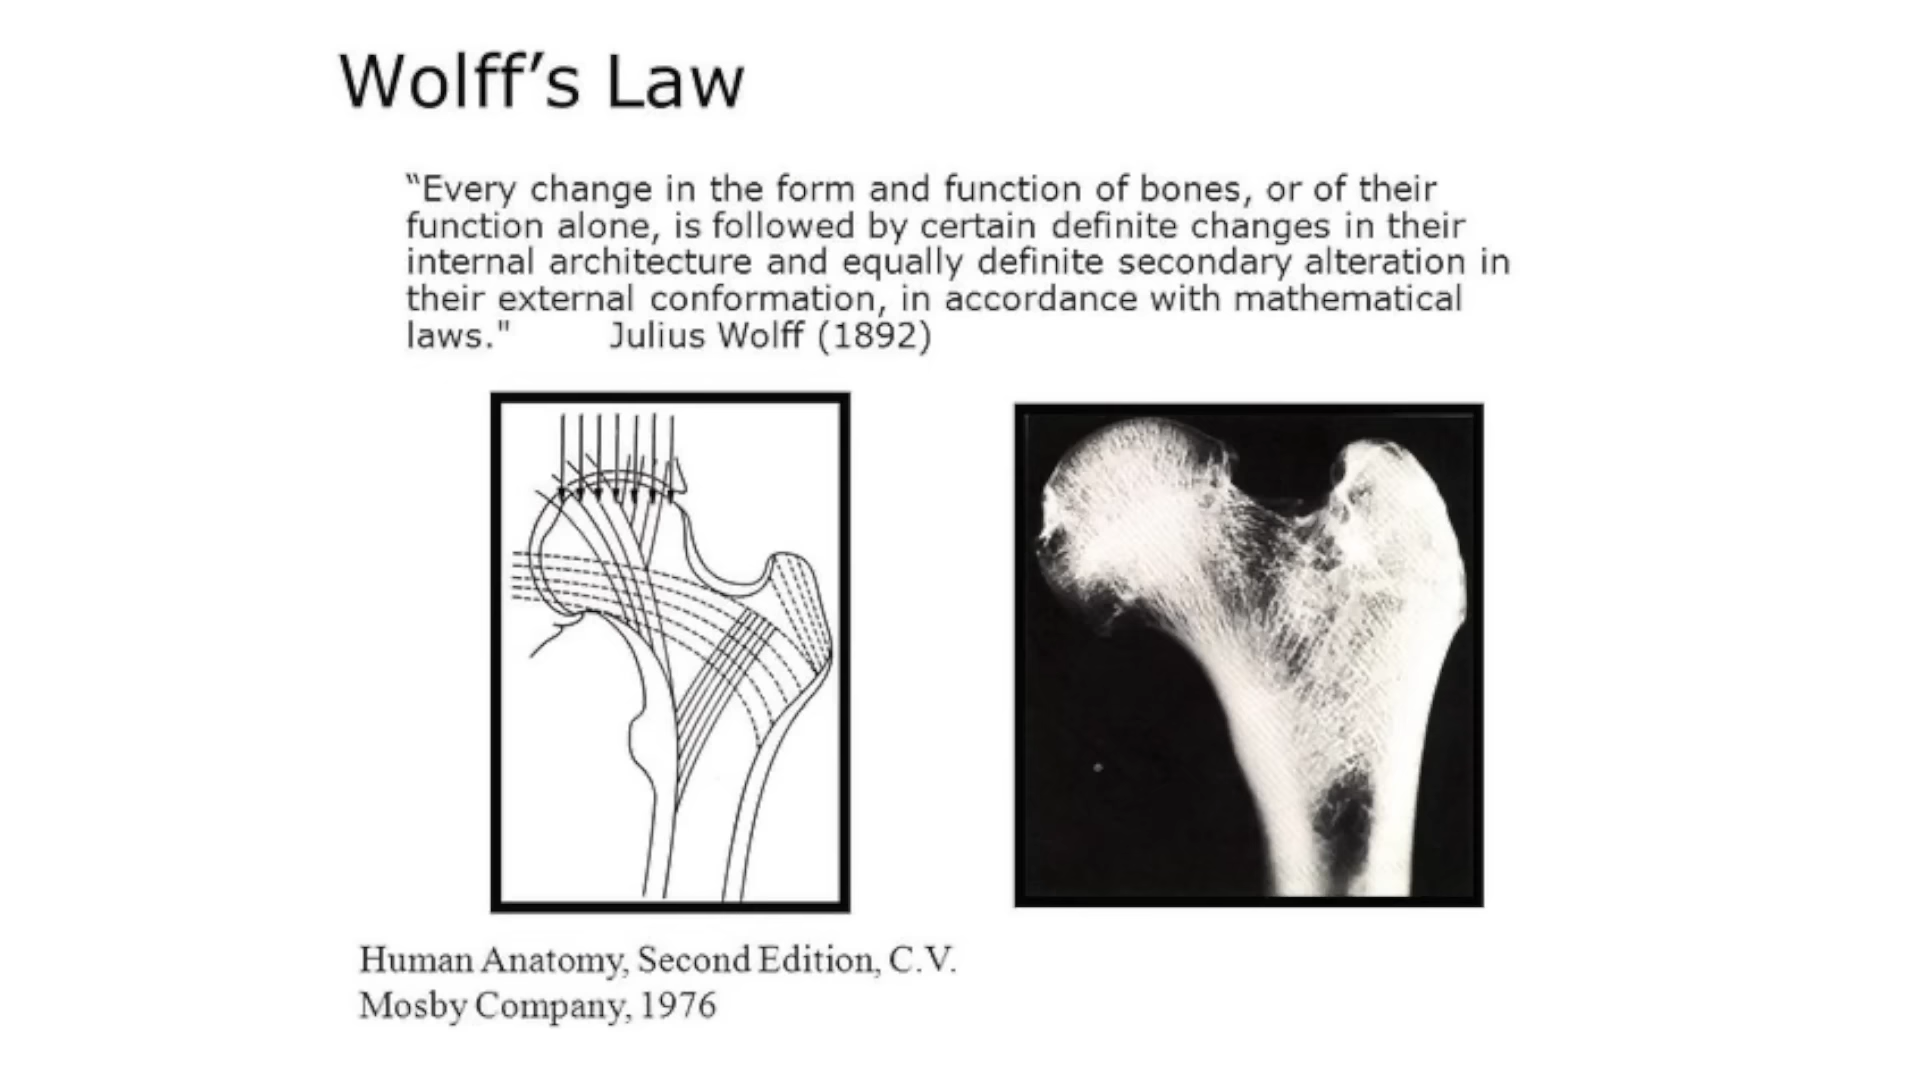 Wolff’s Law
“Every change in the form and function of bones, or of their
function alone, is followed by certain definite changes in their
internal architecture and equally definite secondary alteration in
their external conformation, in accordance with mathematical
laws." Julius Wolff (1892)
Human Anatomy, Second Edition, C.V.
Mosby Company, 1976